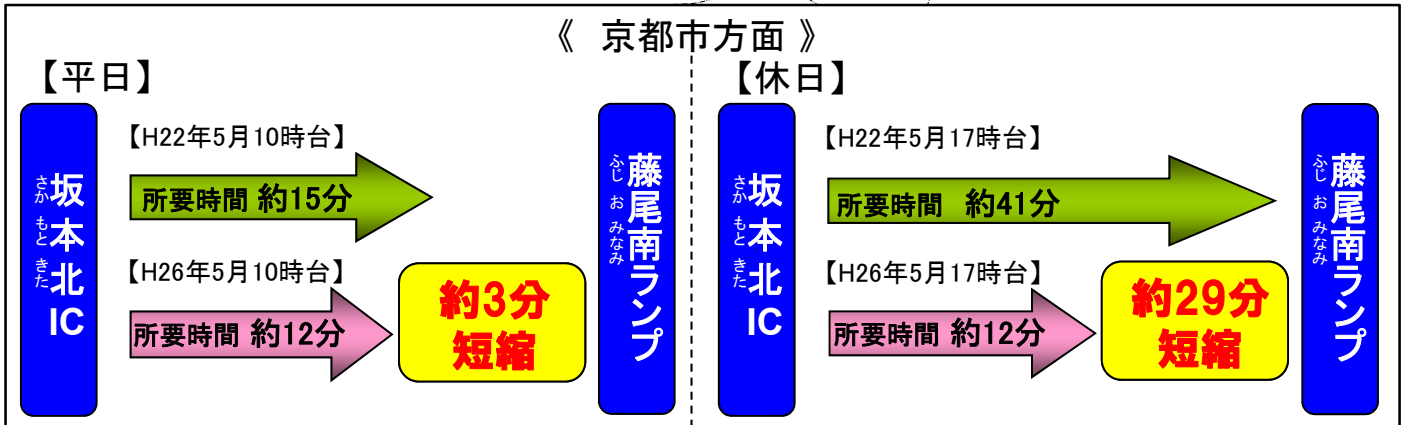 《 京都市方面 》
【平日】
坂本北IC
さか もと きた
【H22年5月10時台】
所要時間 約15分
【H26年5月10時台】
所要時間 約12分
約3分
短縮
藤尾南ランプ
ふじ お みなみ
【休日】
坂本北IC
さか もと きた
【H22年5月17時台】
所要時間 約41分
【H26年5月17時台】
所要時間 約12分
約29分
短縮
藤尾南ランプ
ふじ お みなみ